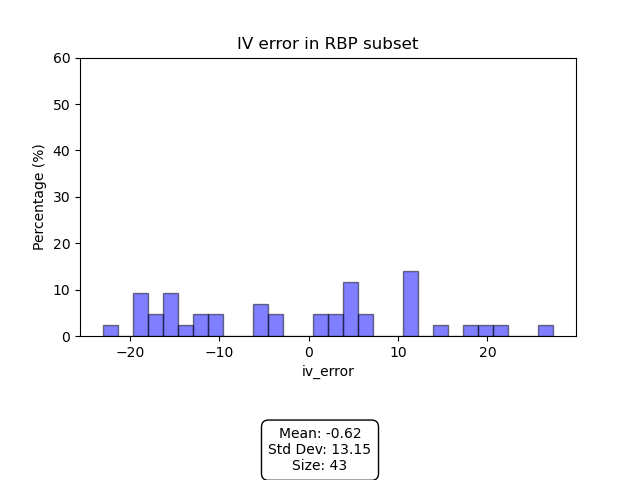 IV error in RBP subset
60
50
40
30
20
10
0
Percentage (%)
−20
−10
0
10
20
iv_error
Mean: -0.62
Std Dev: 13.15
Size: 43